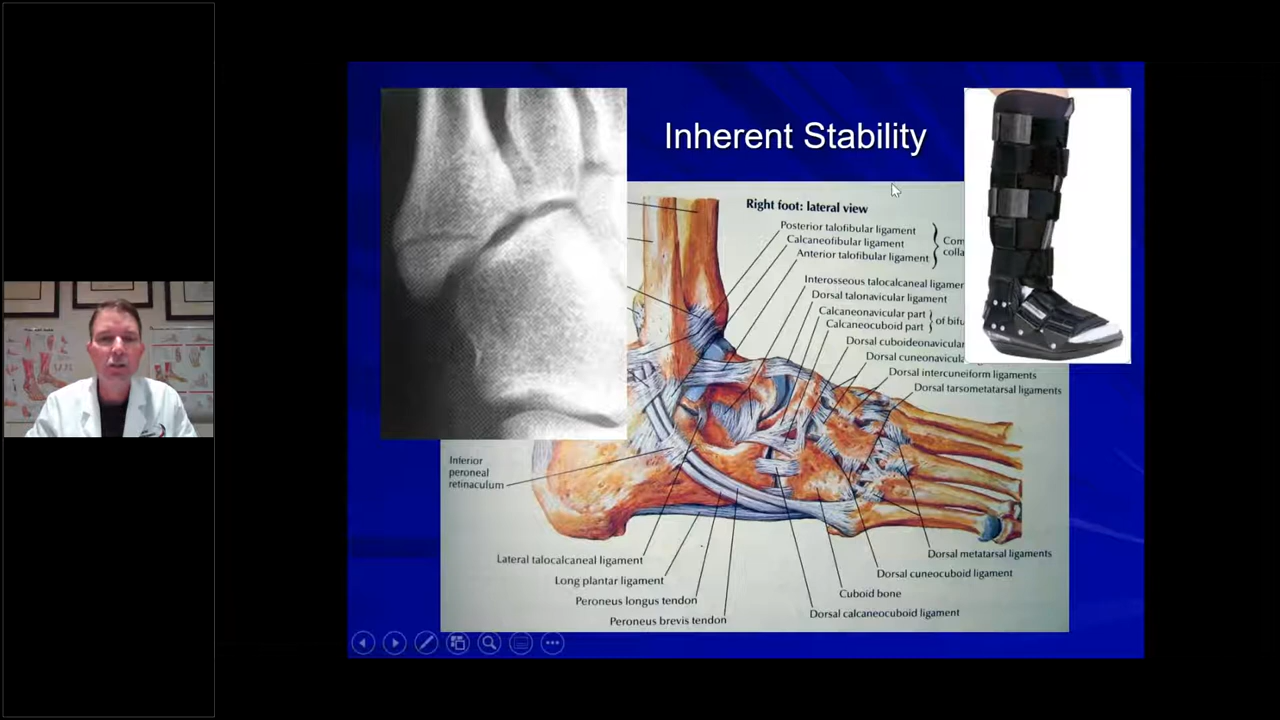 Inherent Stability
Right foot: lateral view
Posterior talofibular ligament
Calcaneofibular ligament
Anterior talofibular ligament
Interosseous talocalcaneal
Dorsal talonavicular ligament
Calcaneonavicular part
Calcaneocuboid part
of
Dorsal
Dorsal
Dorsal intercuneiform ligaments
Dorsal tarsometatarsal ligaments
Inferior
peroneal
retinaculum
Lateral talocalcaneal ligament
Long plantar ligament
Peroneus longus tendon
Peroneus brevis tendon
Dorsal metatarsal ligaments
Dorsal cuneocuboid ligament
Cuboid bone
Dorsal calcaneocuboid ligament